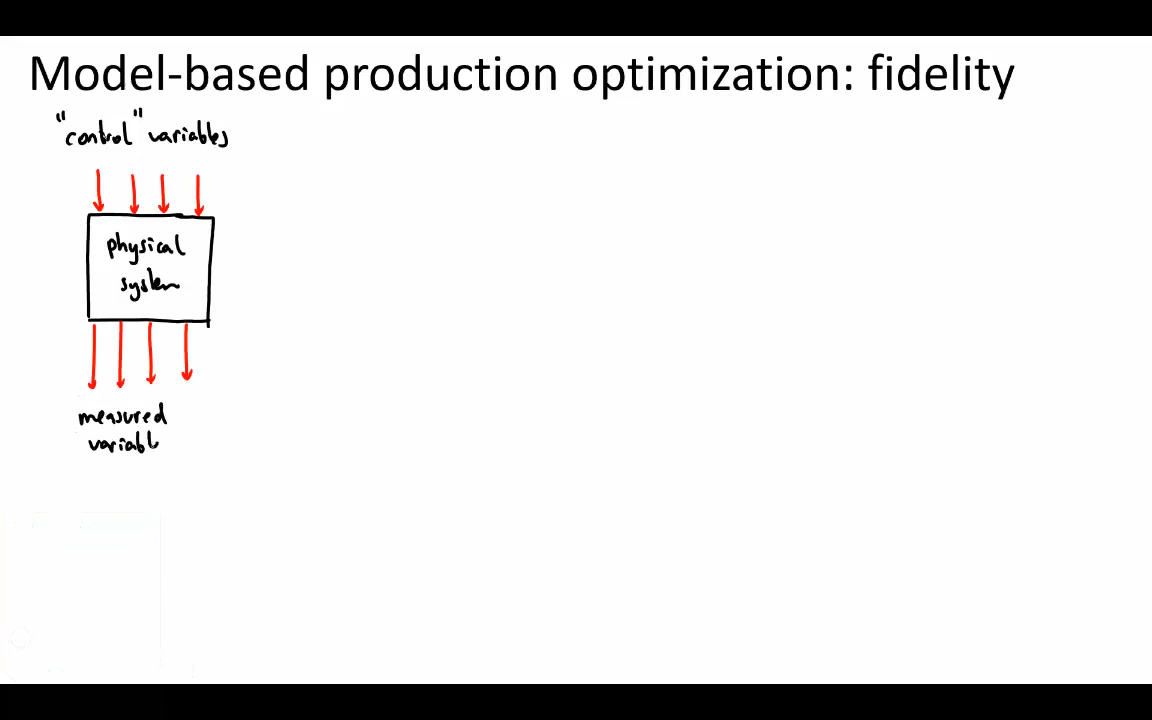 Model-based production optimization: fidelity
"control" variables
physical
system
measured
variabl